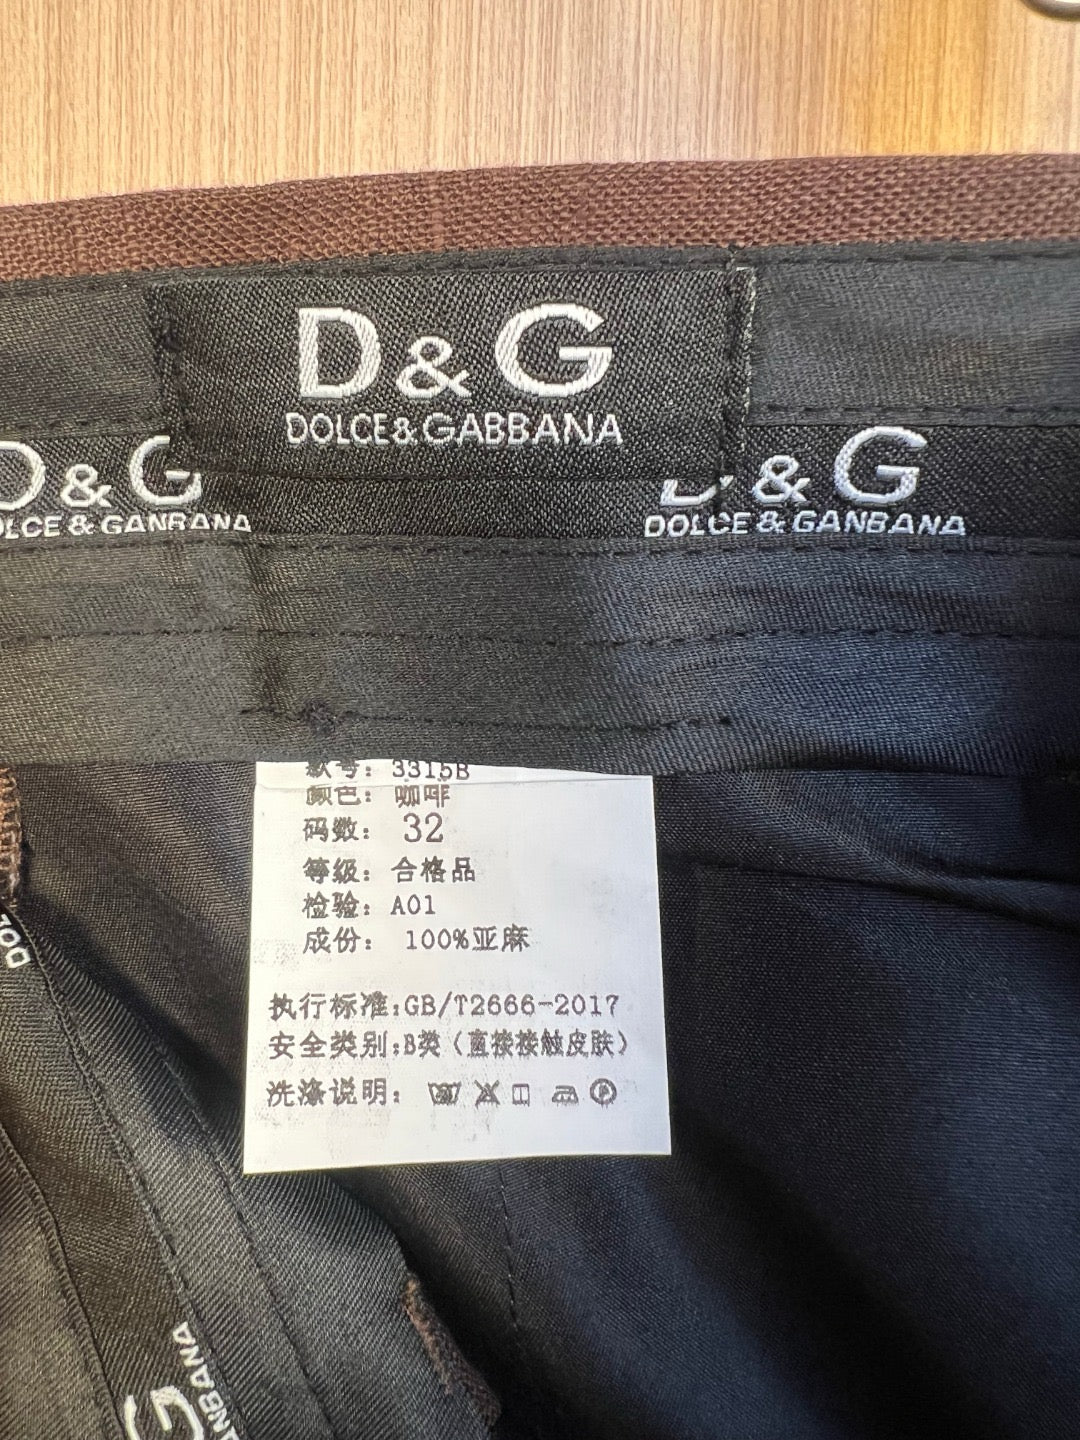 D&G
DOLCE&GABBANA
D&G
DOLCE & GANBANA
D & G
DOLCE & GANBANA
款号: 3315B
颜色: 咖啡
码数: 32
等级: 合格品
检验: A01
成份: 100%亚麻
执行标准:GB/T2666-2017
安全类别:B类(直接接触皮肤)
洗涤说明:
DOL
G
NBANA